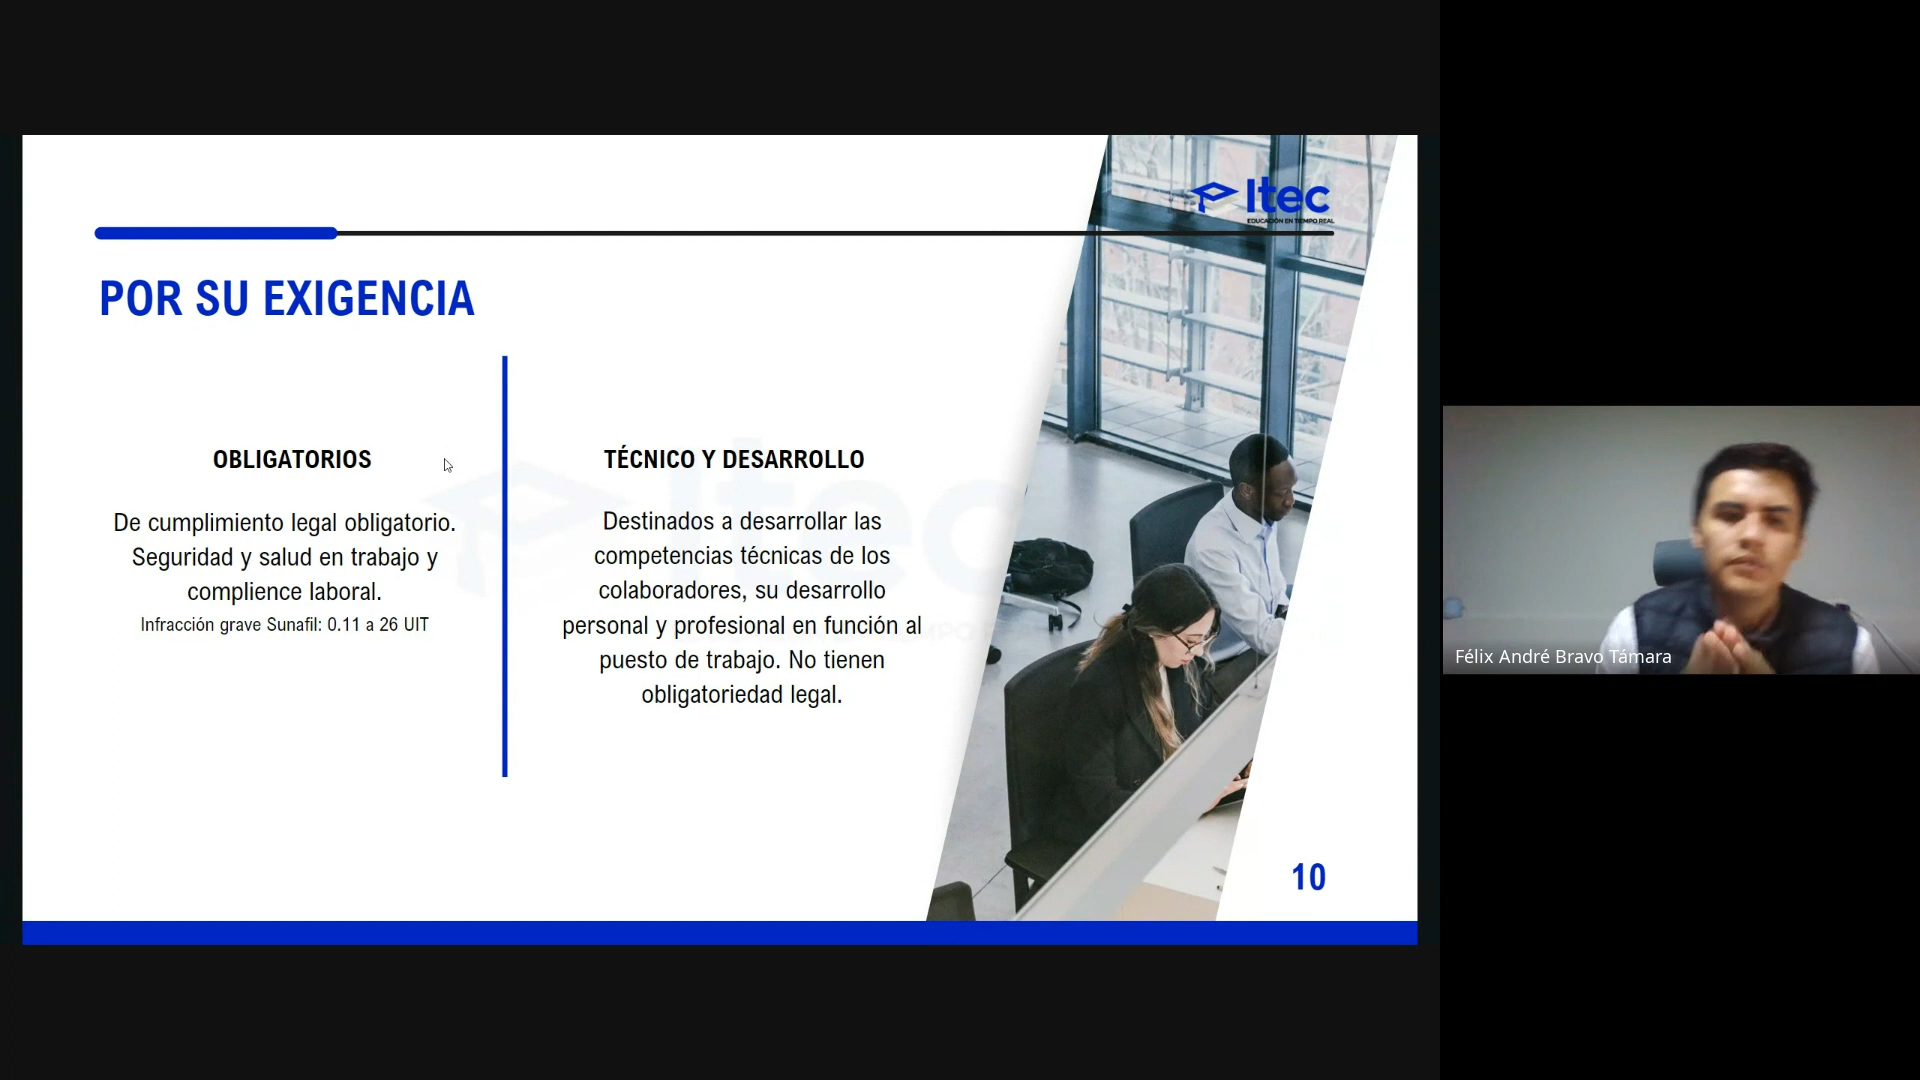 Itec
EDUCACIÓN EN TIEMPO REAL
POR SU EXIGENCIA
OBLIGATORIOS
De cumplimiento legal obligatorio.
Seguridad y salud en trabajo y
complience laboral.
Infracción grave Sunafil: 0.11 a 26 UIT
TÉCNICO Y DESARROLLO
Destinados a desarrollar las
competencias técnicas de los
colaboradores, su desarrollo
personal y profesional en función al
puesto de trabajo. No tienen
obligatoriedad legal.
10
Félix André Bravo Támara